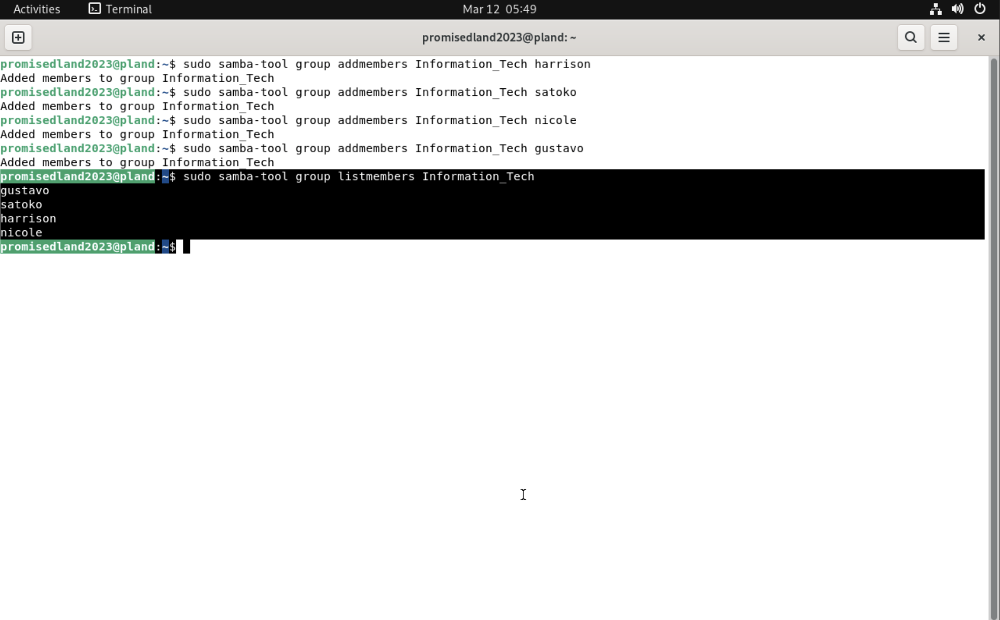 Activities Terminal Mar 12 05:49
promisedland2023@pland: ~
promisedland2023@pland:~$ sudo samba-tool group addmembers Information_Tech harrison
Added members to group Information_Tech
promisedland2023@pland:~$ sudo samba-tool group addmembers Information_Tech satoko
Added members to group Information_Tech
promisedland2023@pland:~$ sudo samba-tool group addmembers Information_Tech nicole
Added members to group Information_Tech
promisedland2023@pland:~$ sudo samba-tool group addmembers Information_Tech gustavo
Added members to group Information_Tech
promisedland2023@pland:~$ sudo samba-tool group listmembers Information_Tech
gustavo
satoko
harrison
nicole
promisedland2023@pland:~$